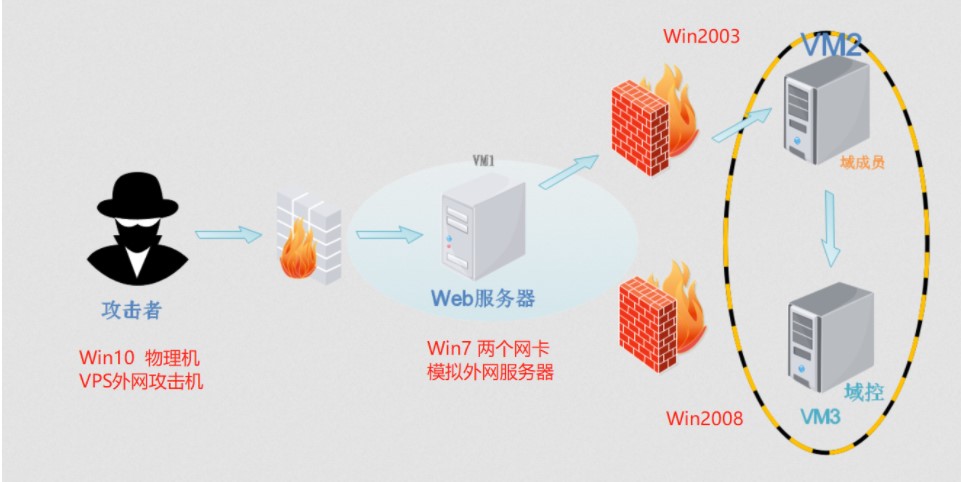 Win2003
VM2
域成员
VM1
Web服务器
攻击者
Win10 物理机
VPS外网攻击机
Win7 两个网卡
模拟外网服务器
域控
VM3
Win2008